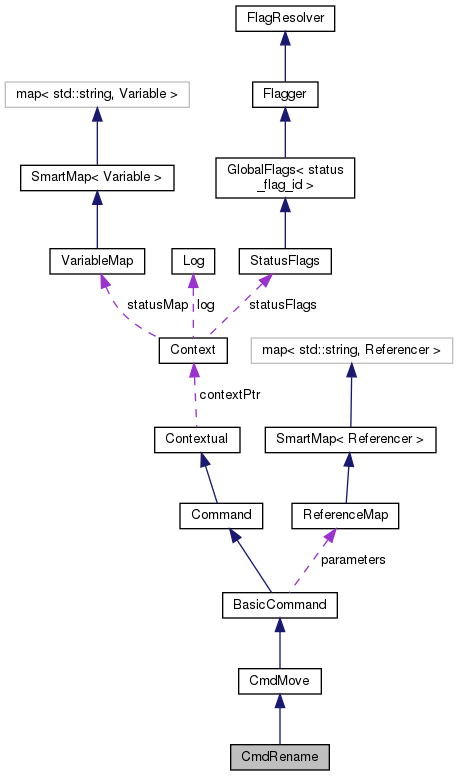 FlagResolver
map< std::string, Variable >
Flagger
SmartMap< Variable >
GlobalFlags< status
_flag_id >
VariableMap
Log
StatusFlags
statusMap
log
statusFlags
Context
map< std::string, Referencer >
contextPtr
Contextual
SmartMap< Referencer >
Command
ReferenceMap
parameters
BasicCommand
CmdMove
CmdRename